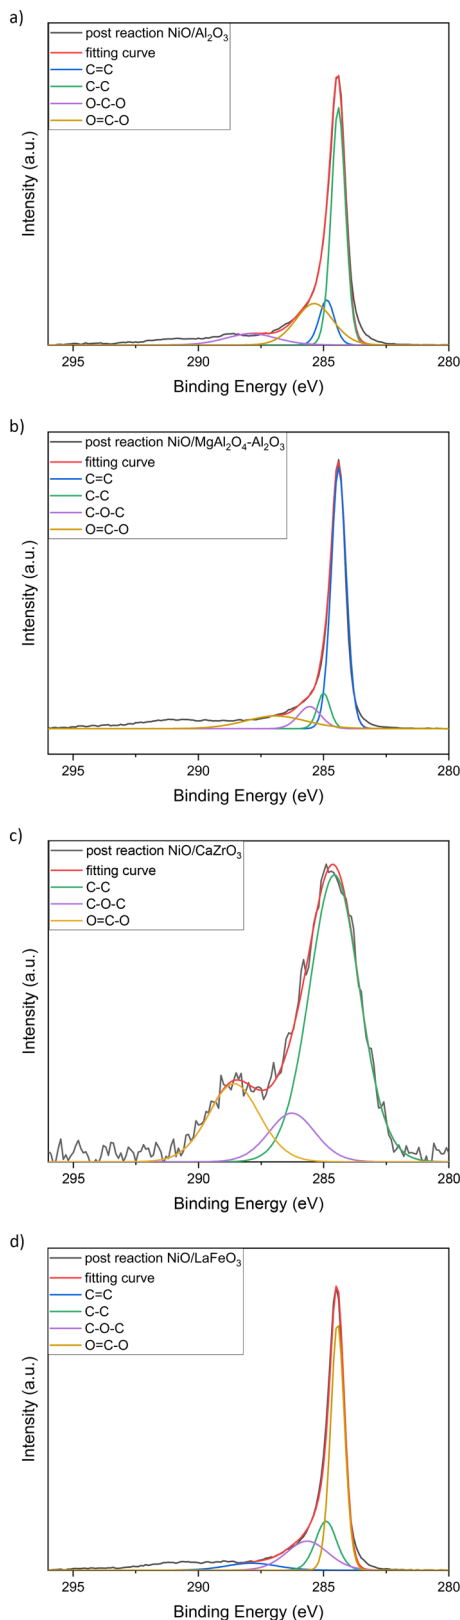 a)
post reaction NiO/Al₂O₃
fitting curve
C=C
C-C
O-C-O
O=C-O
Intensity (a.u.)
295 290 285 280
Binding Energy (eV)
b)
post reaction NiO/MgAl₂O₄-Al₂O₃
fitting curve
C=C
C-C
C-O-C
O=C-O
Intensity (a.u.)
295 290 285 280
Binding Energy (eV)
c)
post reaction NiO/CaZrO₃
fitting curve
C-C
C-O-C
O=C-O
Intensity (a.u.)
295 290 285 280
Binding Energy (eV)
d)
post reaction NiO/LaFeO₃
fitting curve
C=C
C-C
C-O-C
O=C-O
Intensity (a.u.)
295 290 285 280
Binding Energy (eV)